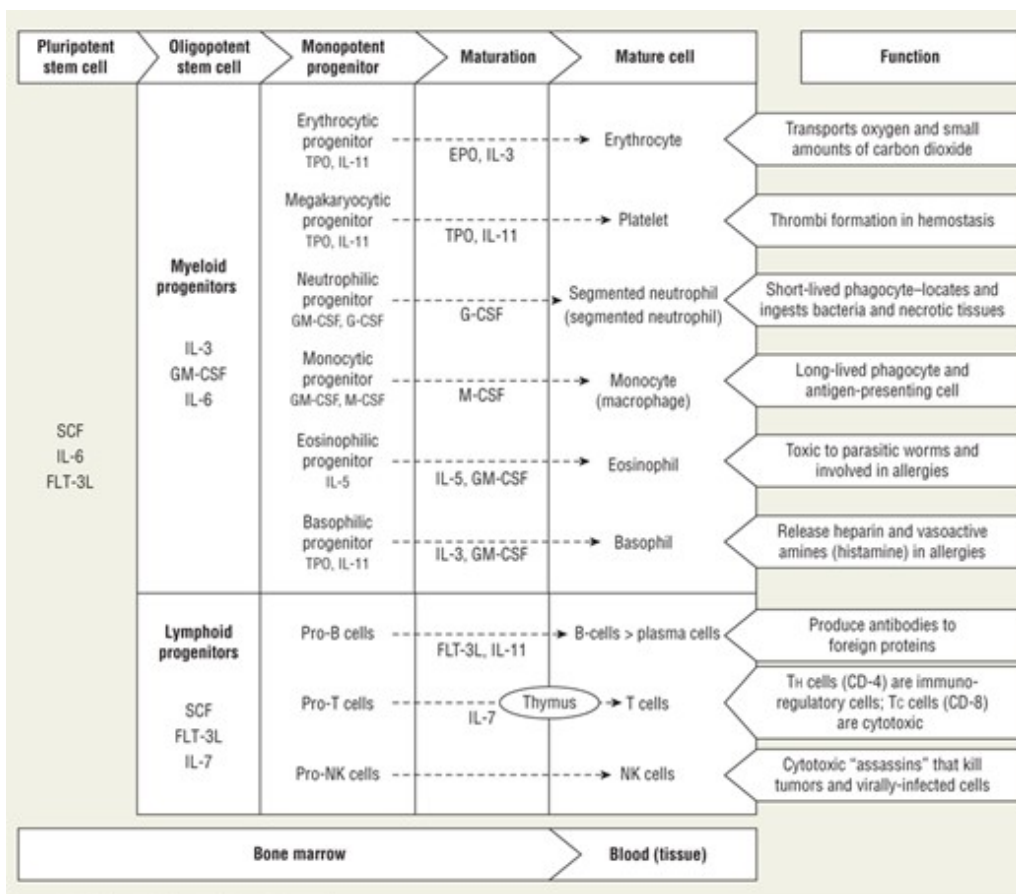 Pluripotent
stem cell
Oligopotent
stem cell
Monopotent
progenitor
Maturation
Mature cell
Function
SCF
IL-6
FLT-3L
Myeloid
progenitors
IL-3
GM-CSF
IL-6
Erythrocytic
progenitor
TPO, IL-11
EPO, IL-3
Erythrocyte
Transports oxygen and small
amounts of carbon dioxide
Megakaryocytic
progenitor
TPO, IL-11
TPO, IL-11
Platelet
Thrombi formation in hemostasis
Neutrophilic
progenitor
GM-CSF, G-CSF
G-CSF
Segmented neutrophil
(segmented neutrophil)
Short-lived phagocyte–locates and
ingests bacteria and necrotic tissues
Monocytic
progenitor
GM-CSF, M-CSF
M-CSF
Monocyte
(macrophage)
Long-lived phagocyte and
antigen-presenting cell
Eosinophilic
progenitor
IL-5
IL-5, GM-CSF
Eosinophil
Toxic to parasitic worms and
involved in allergies
Basophilic
progenitor
TPO, IL-11
IL-3, GM-CSF
Basophil
Release heparin and vasoactive
amines (histamine) in allergies
Lymphoid
progenitors
SCF
FLT-3L
IL-7
Pro-B cells
FLT-3L, IL-11
B-cells > plasma cells
Produce antibodies to
foreign proteins
Pro-T cells
IL-7
Thymus
T cells
TH cells (CD-4) are immuno-
regulatory cells; TC cells (CD-8)
are cytotoxic
Pro-NK cells
NK cells
Cytotoxic “assassins” that kill
tumors and virally-infected cells
Bone marrow
Blood (tissue)